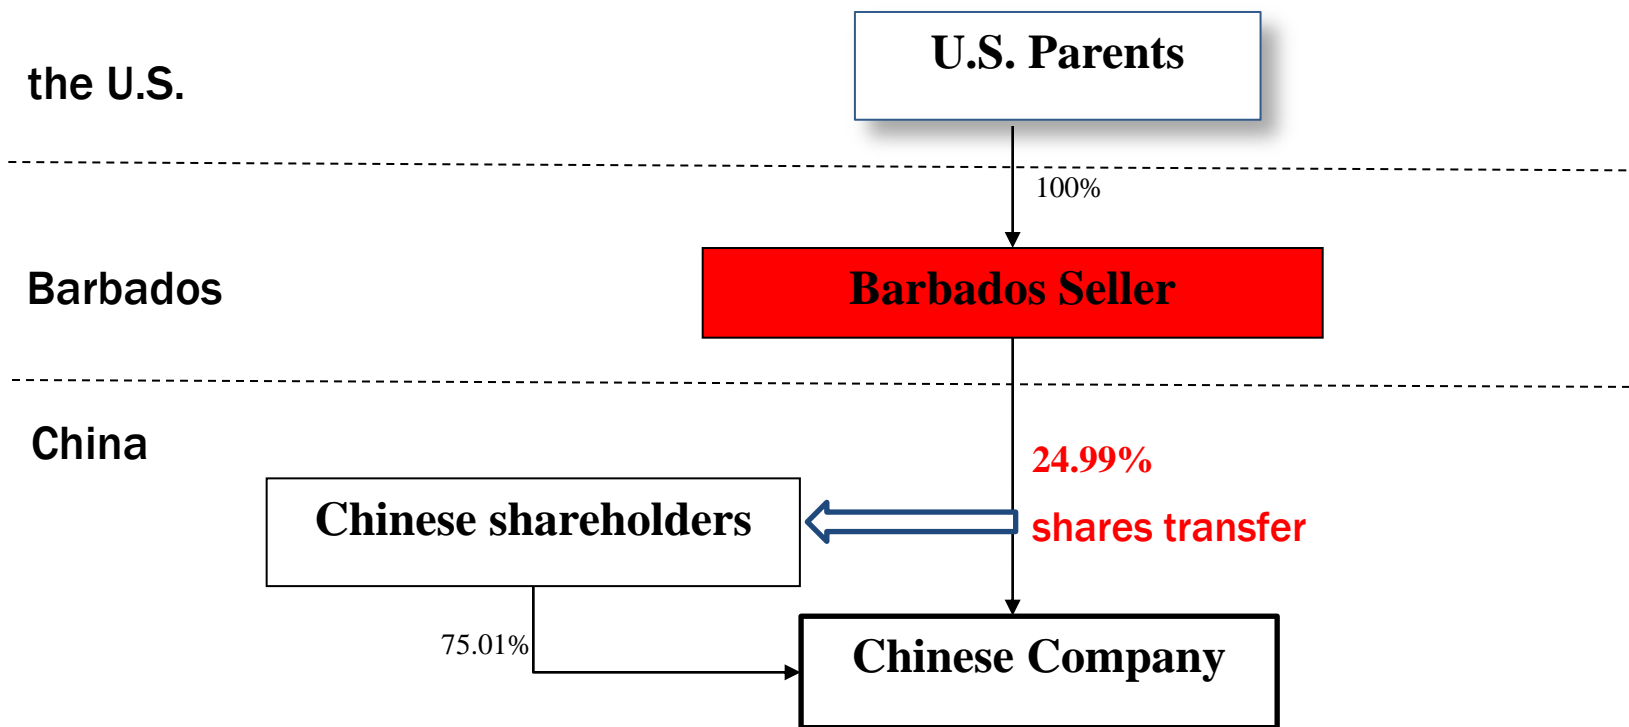 U.S. Parents
the U.S.
100%
Barbados
Barbados Seller
China
24.99%
Chinese shareholders
shares transfer
75.01%
Chinese Company